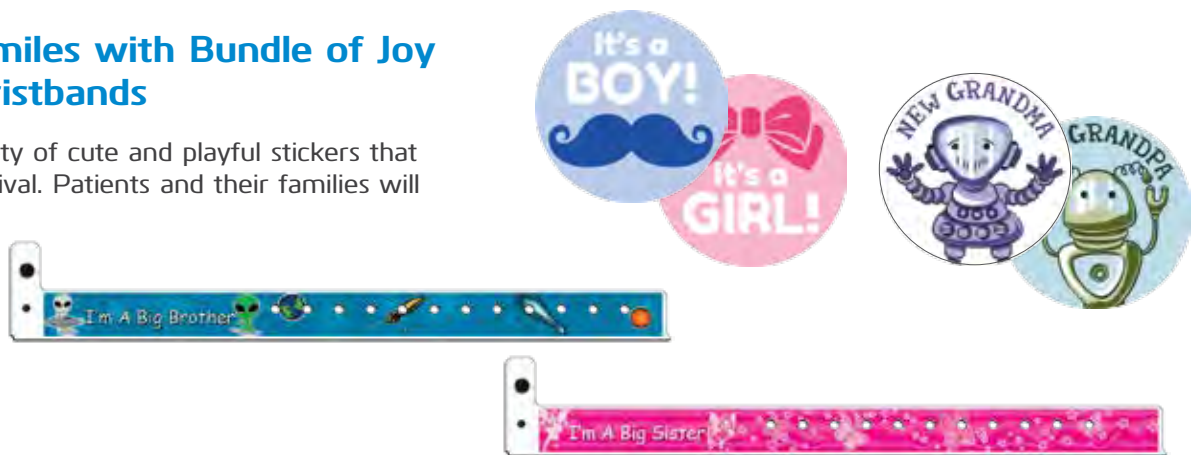 miles with Bundle of Joy
ristbands
ty of cute and playful stickers that
ival. Patients and their families will
It's a
BOY!
It's a
GIRL!
NEW GRANDMA
GRANDPA
I'm A Big Brother
I'm A Big Sister